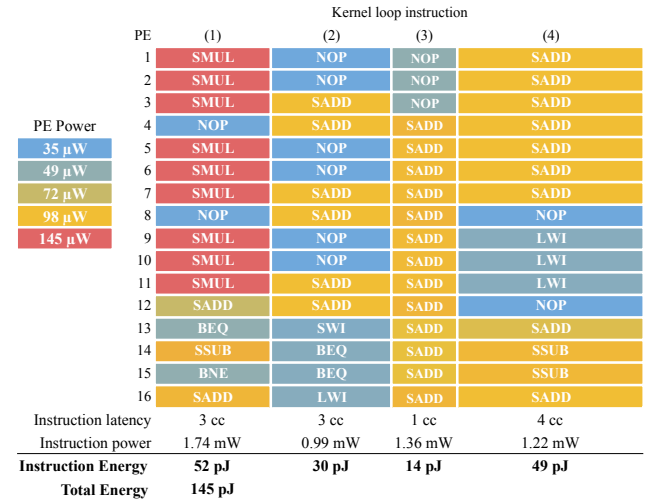 Kernel loop instruction
PE (1) (2) (3) (4)
1 SMUL NOP NOP SADD
2 SMUL NOP NOP SADD
3 SMUL SADD NOP SADD
PE Power 4 NOP SADD SADD SADD
35 µW 5 SMUL NOP SADD SADD
49 µW 6 SMUL NOP SADD SADD
72 µW 7 SMUL SADD SADD SADD
98 µW 8 NOP SADD SADD NOP
145 µW 9 SMUL NOP SADD LWI
10 SMUL NOP SADD LWI
11 SMUL SADD SADD LWI
12 SADD SADD SADD NOP
13 BEQ SWI SADD SADD
14 SSUB BEQ SADD SSUB
15 BNE BEQ SADD SSUB
16 SADD LWI SADD SADD
Instruction latency 3 cc 3 cc 1 cc 4 cc
Instruction power 1.74 mW 0.99 mW 1.36 mW 1.22 mW
Instruction Energy 52 pJ 30 pJ 14 pJ 49 pJ
Total Energy 145 pJ